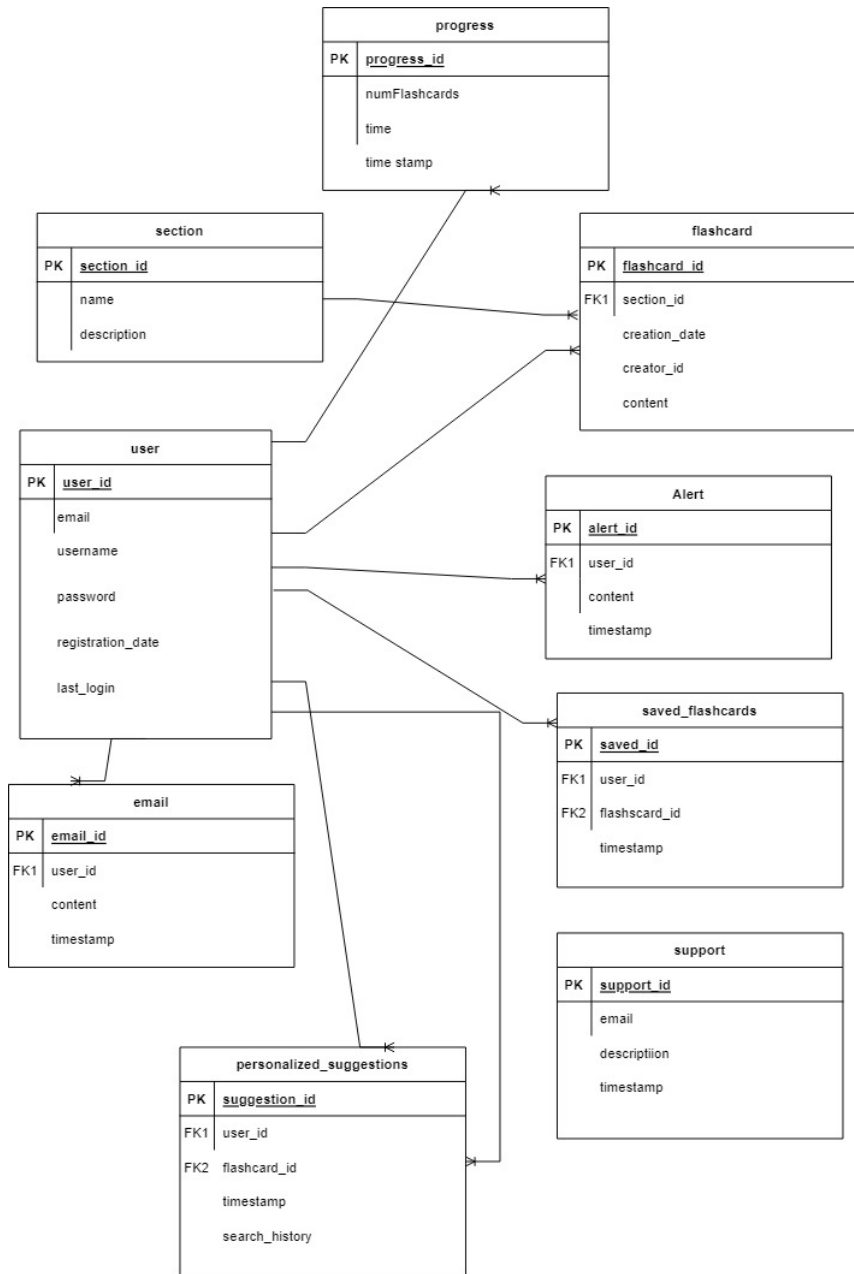 progress
PK progress_id
numFlashcards
time
time stamp
section
PK section_id
name
description
flashcard
PK flashcard_id
FK1 section_id
creation_date
creator_id
content
user
PK user_id
email
username
password
registration_date
last_login
Alert
PK alert_id
FK1 user_id
content
timestamp
saved_flashcards
PK saved_id
FK1 user_id
FK2 flashscard_id
timestamp
email
PK email_id
FK1 user_id
content
timestamp
support
PK support_id
email
descriptiion
timestamp
personalized_suggestions
PK suggestion_id
FK1 user_id
FK2 flashcard_id
timestamp
search_history